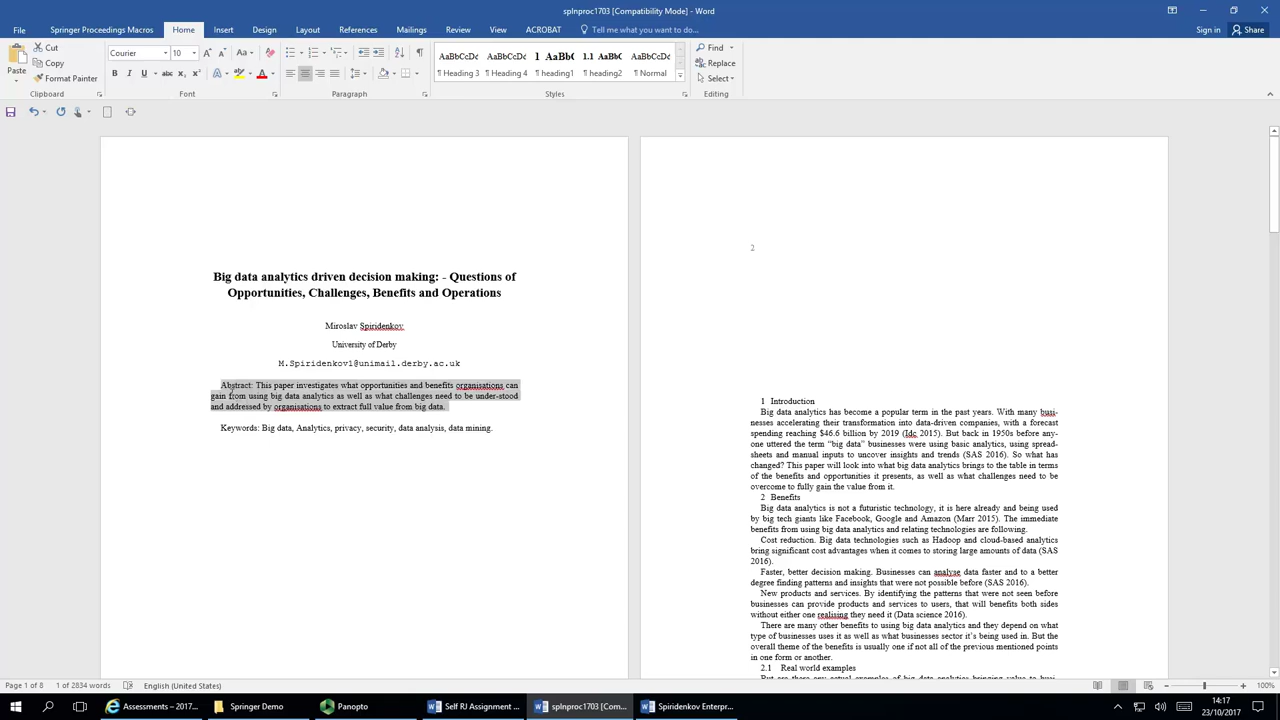 splnproc1703 [Compatibility Mode] - Word
File Springer Proceedings Macros Home Insert Design Layout References Mailings Review View ACROBAT Tell me what you want to do... Sign in Share
Paste Cut Copy Format Painter
Clipboard
Courier 10
Font
Paragraph
AaBbCcDc AaBbCcDc 1 AaBb( 1.1 AaBb( AaBbCcDc
¶ Heading 3 ¶ Heading 4 ¶ heading1 ¶ heading2 ¶ Normal
Styles
Find
Replace
Select
Editing
Big data analytics driven decision making: - Questions of
Opportunities, Challenges, Benefits and Operations
Miroslav Spiridenkov
University of Derby
M.Spiridenkov1@unimail.derby.ac.uk
Abstract: This paper investigates what opportunities and benefits organisations can
gain from using big data analytics as well as what challenges need to be under-stood
and addressed by organisations to extract full value from big data.
Keywords: Big data, Analytics, privacy, security, data analysis, data mining.
2
1 Introduction
Big data analytics has become a popular term in the past years. With many busi-
nesses accelerating their transformation into data-driven companies, with a forecast
spending reaching $46.6 billion by 2019 (Idc 2015). But back in 1950s before any-
one uttered the term “big data” businesses were using basic analytics, using spread-
sheets and manual inputs to uncover insights and trends (SAS 2016). So what has
changed? This paper will look into what big data analytics brings to the table in terms
of the benefits and opportunities it presents, as well as what challenges need to be
overcome to fully gain the value from it.
2 Benefits
Big data analytics is not a futuristic technology, it is here already and being used
by big tech giants like Facebook, Google and Amazon (Marr 2015). The immediate
benefits from using big data analytics and relating technologies are following.
Cost reduction. Big data technologies such as Hadoop and cloud-based analytics
bring significant cost advantages when it comes to storing large amounts of data (SAS
2016).
Faster, better decision making. Businesses can analyse data faster and to a better
degree finding patterns and insights that were not possible before (SAS 2016).
New products and services. By identifying the patterns that were not seen before
businesses can provide products and services to users, that will benefits both sides
without either one realising they need it (Data science 2016).
There are many other benefits to using big data analytics and they depend on what
type of businesses uses it as well as what businesses sector it’s being used in. But the
overall theme of the benefits is usually one if not all of the previous mentioned points
in one form or another.
2.1 Real world examples
But are there any actual examples of big data analytics bringing value to busi-
Page 1 of 8 1 of 2834 words English (United States) 100%
Assessments – 2017... Springer Demo Panopto Self RJ Assignment ... splnproc1703 [Com... Spiridenkov Enterpr...
14:17
23/10/2017